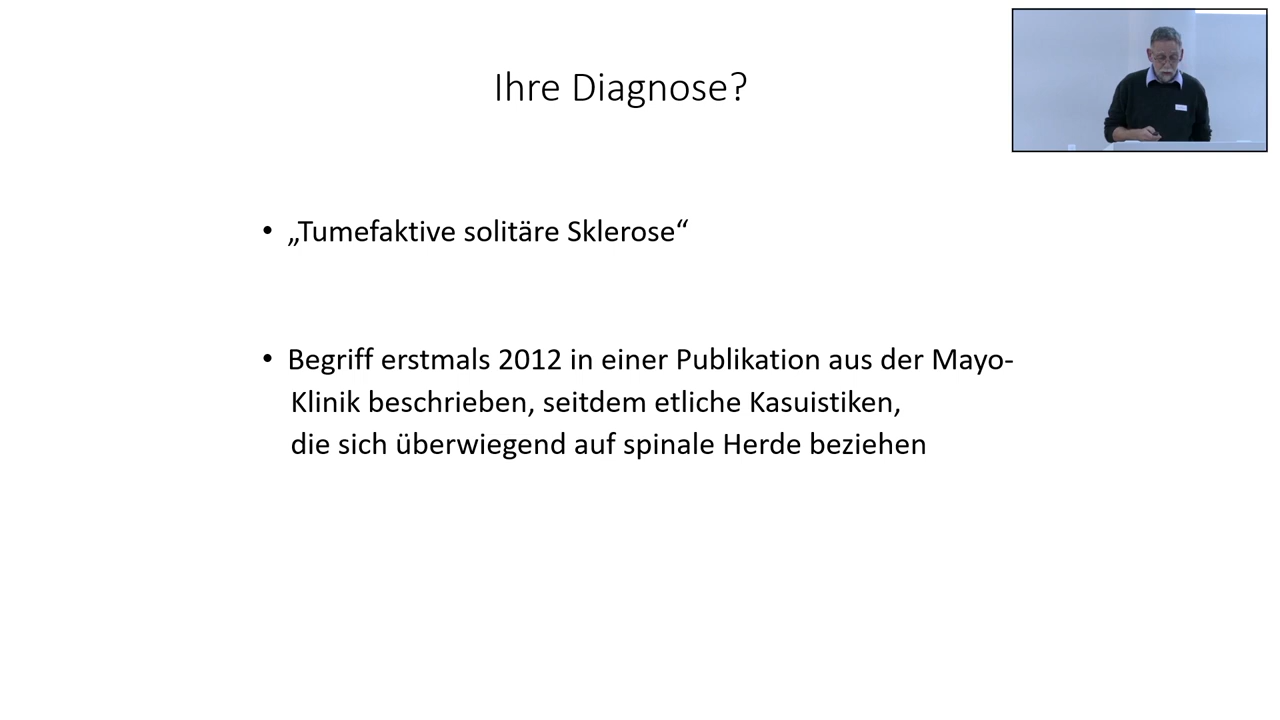 Ihre Diagnose?
• „Tumefaktive solitäre Sklerose“
• Begriff erstmals 2012 in einer Publikation aus der Mayo-
Klinik beschrieben, seitdem etliche Kasuistiken,
die sich überwiegend auf spinale Herde beziehen